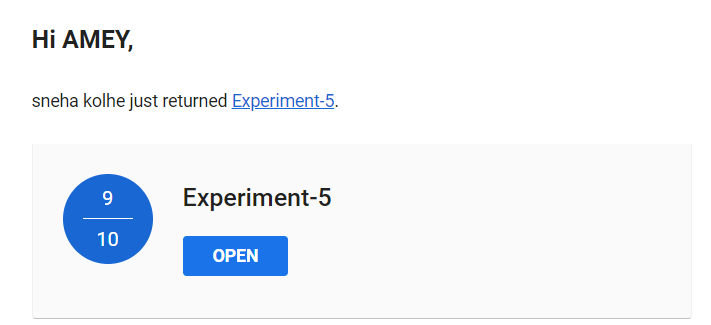 Hi AMEY,
sneha kolhe just returned Experiment-5.
9
10
Experiment-5
OPEN